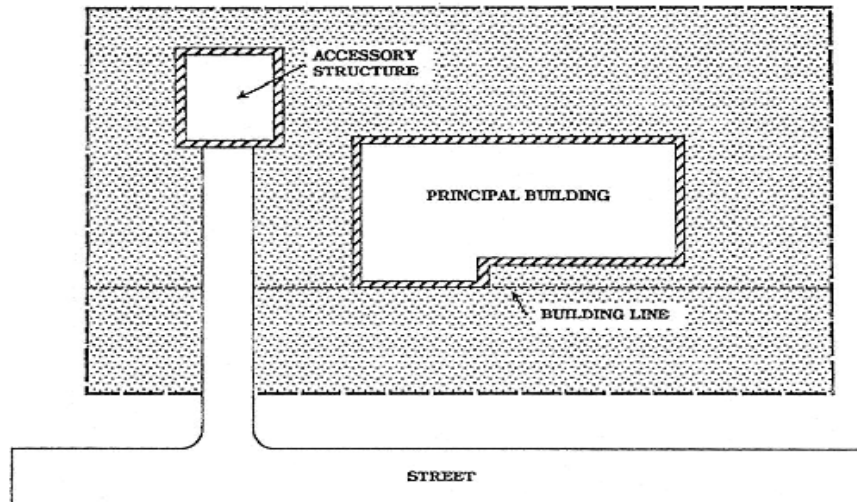 ACCESSORY
STRUCTURE
PRINCIPAL BUILDING
BUILDING LINE
STREET